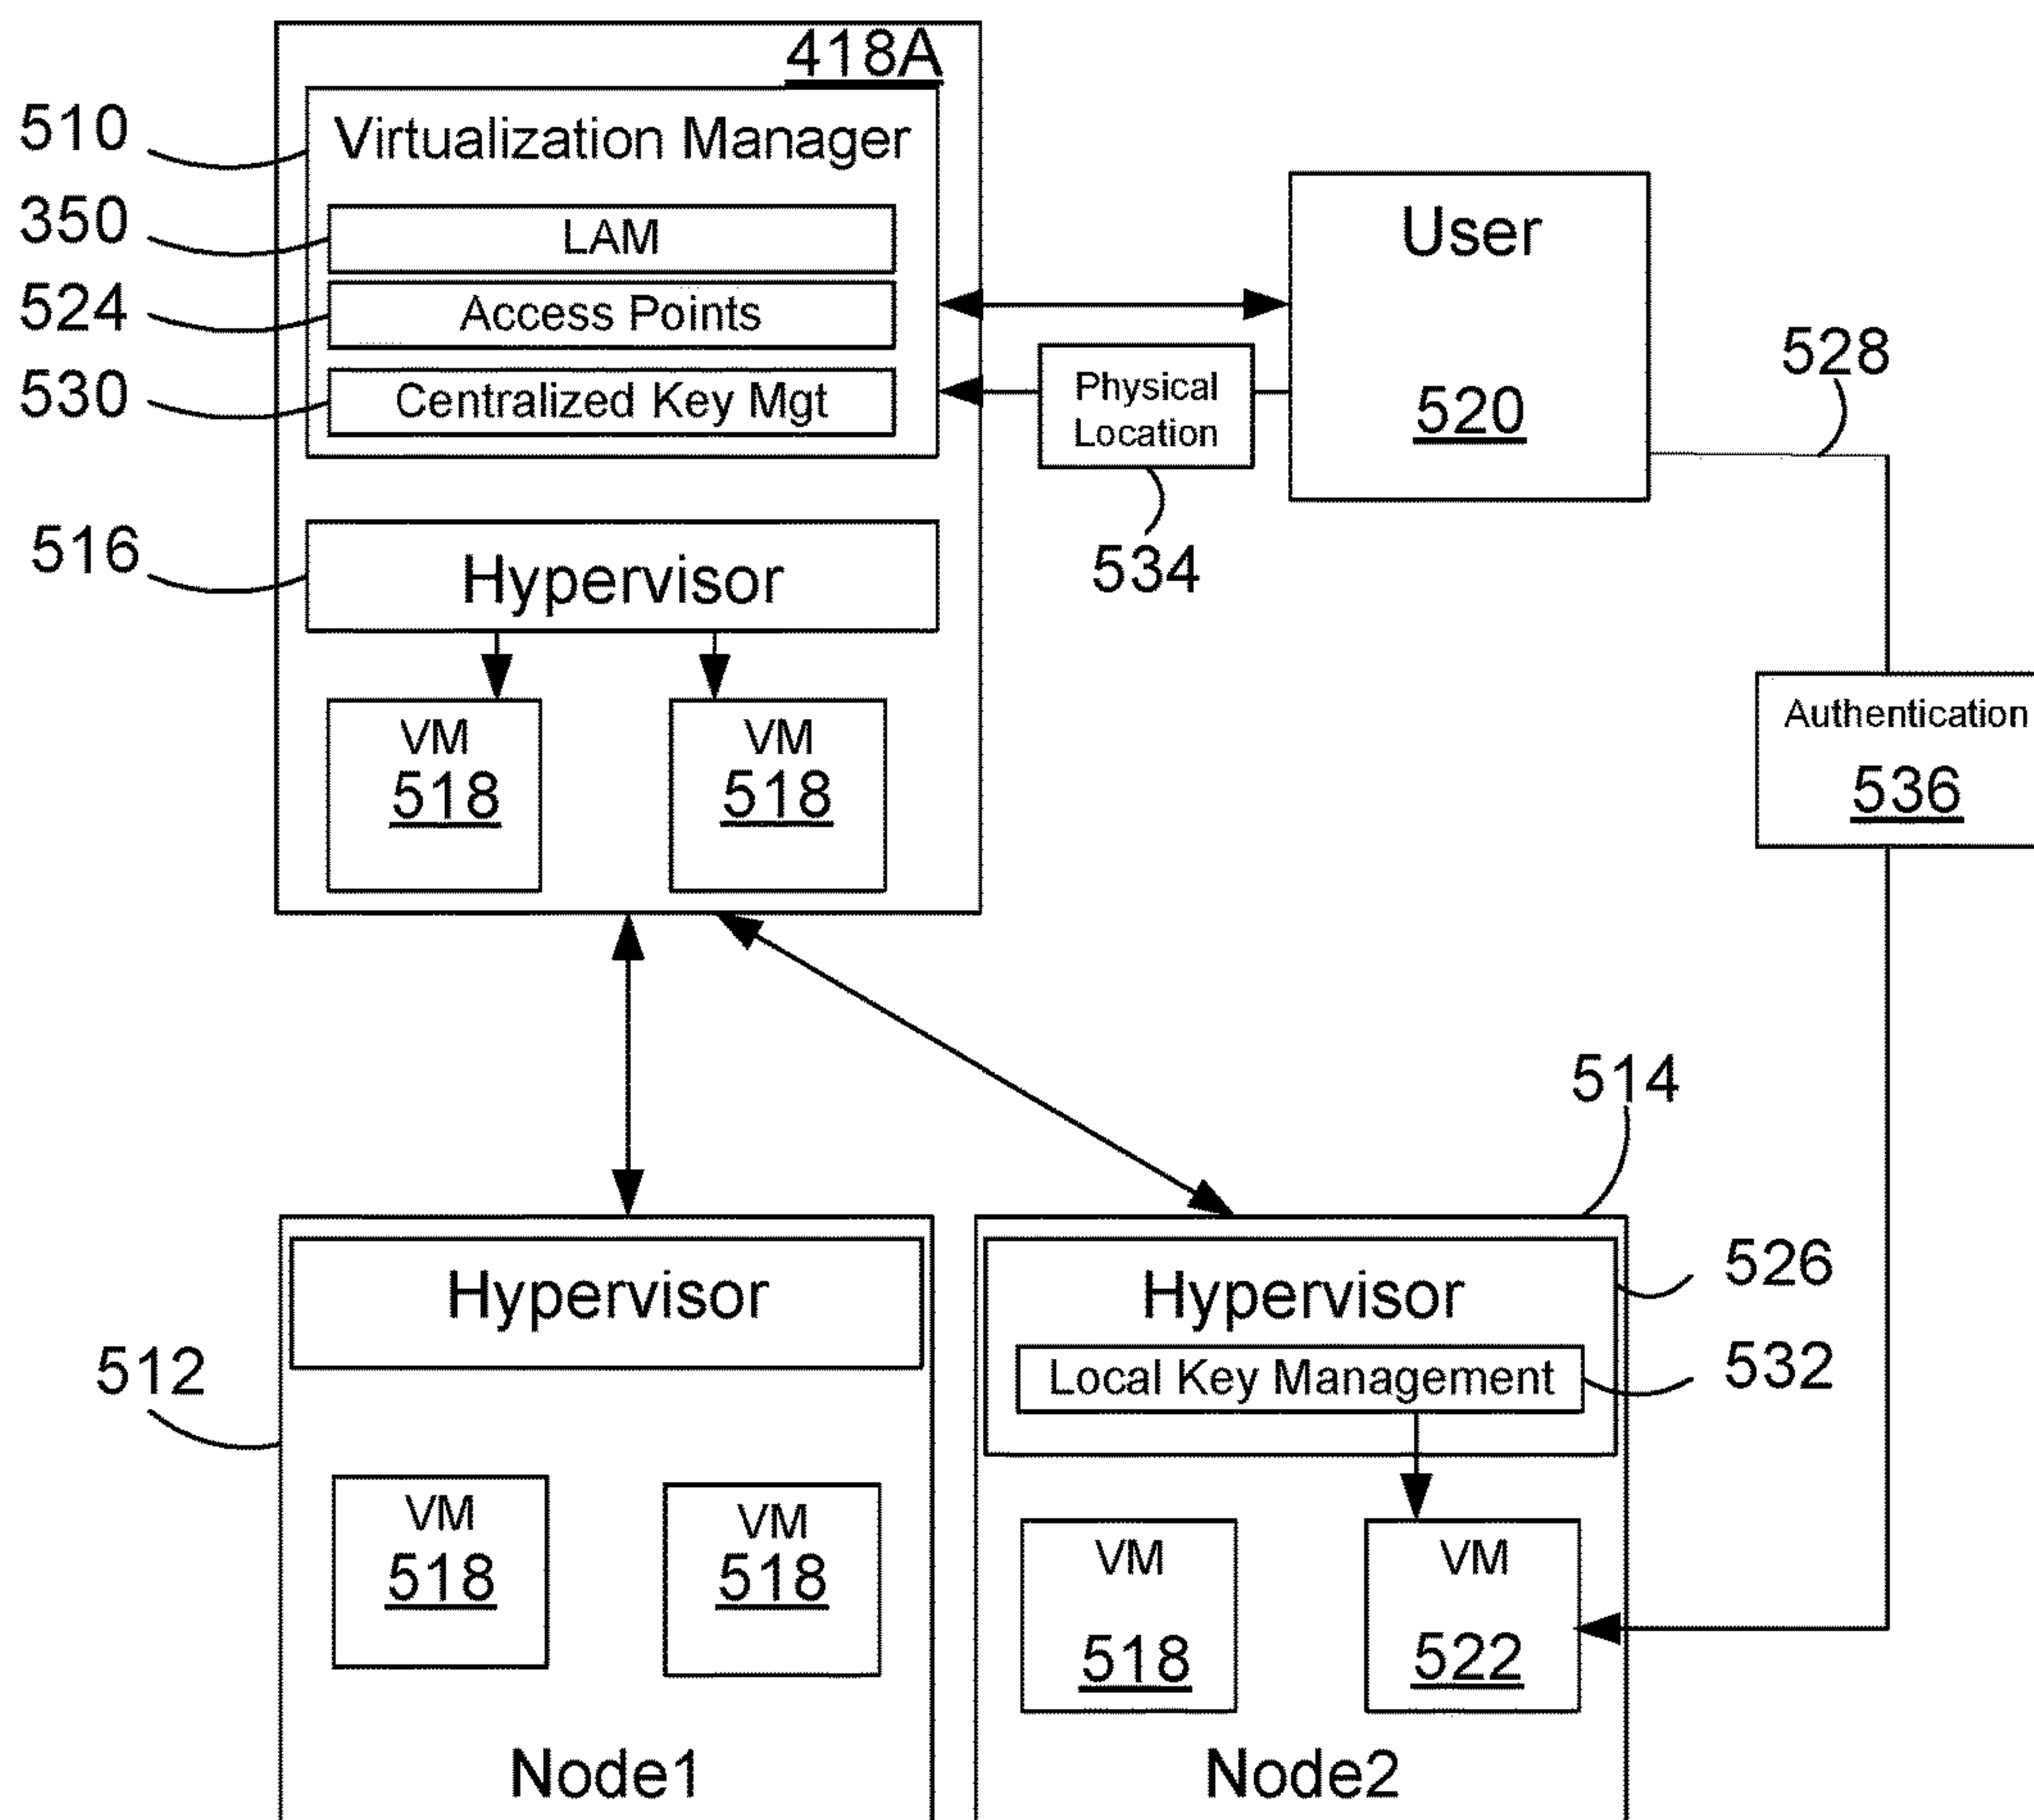 418A
510
Virtualization Manager
350
LAM
524
Access Points
530
Centralized Key Mgt
User
520
528
Physical
Location
534
516
Hypervisor
VM
518
VM
518
Authentication
536
514
Hypervisor
Hypervisor
526
Local Key Management
532
512
VM
518
VM
518
VM
518
VM
522
Node1
Node2